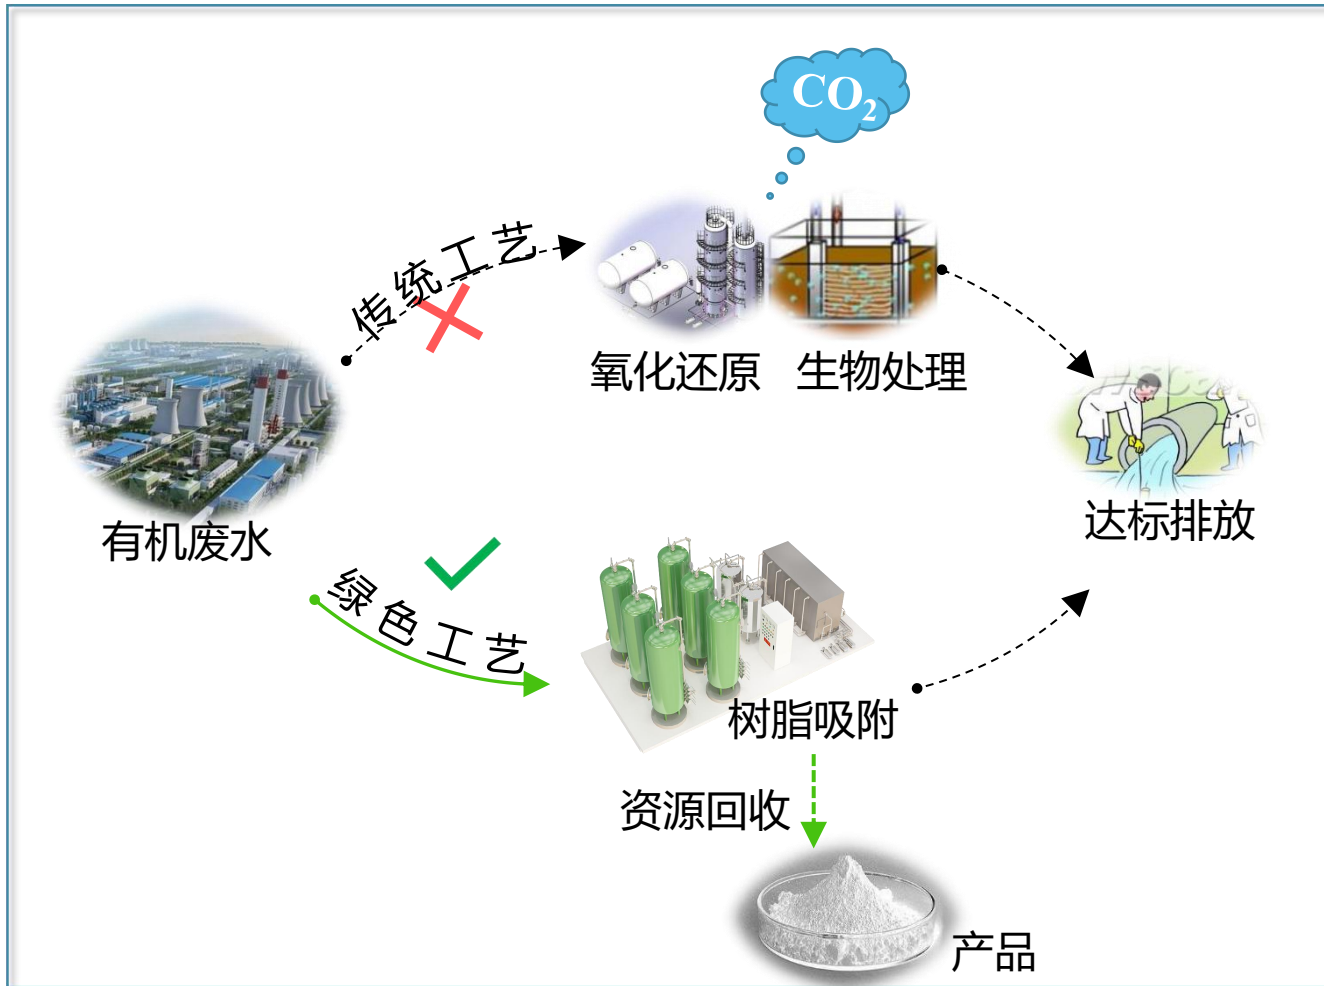 CO₂
传统工艺
氧化还原
生物处理
有机废水
达标排放
绿色工艺
树脂吸附
资源回收
产品